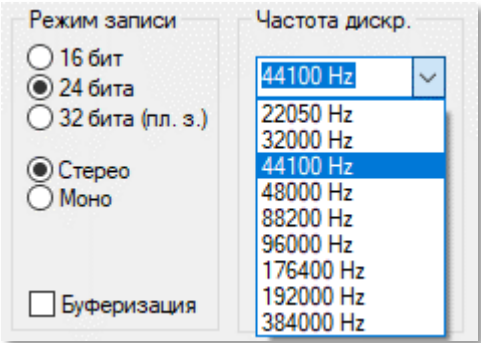 Режим записи
16 бит
24 бита
32 бита (пл. з.)
Стерео
Моно
Буферизация
Частота дискр.
44100 Hz
22050 Hz
32000 Hz
44100 Hz
48000 Hz
88200 Hz
96000 Hz
176400 Hz
192000 Hz
384000 Hz